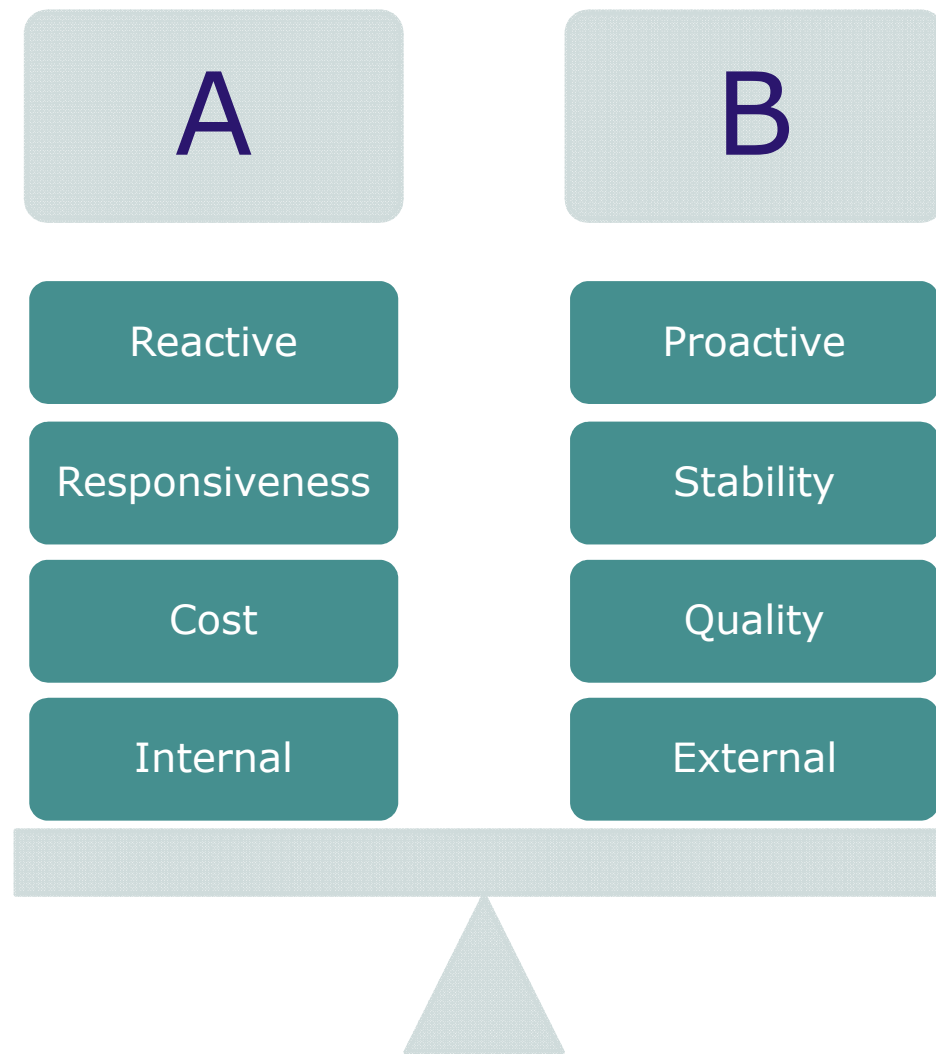 A
B
Reactive
Proactive
Responsiveness
Stability
Cost
Quality
Internal
External